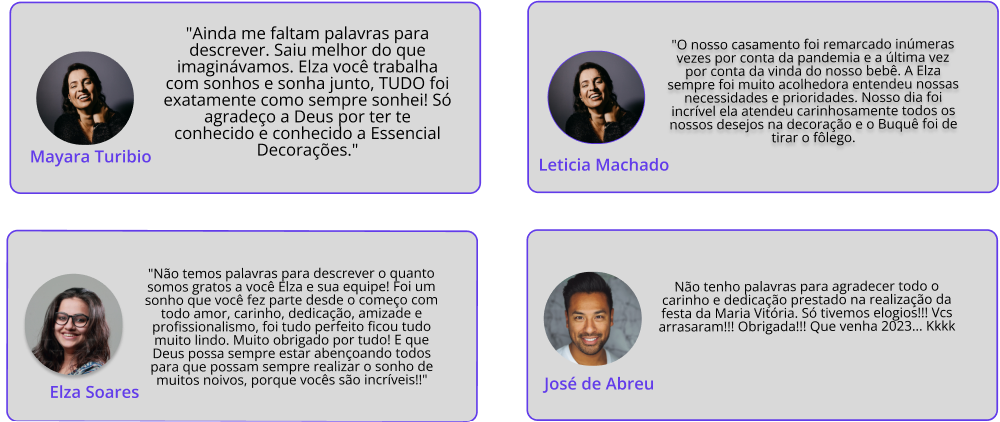 "Ainda me faltam palavras para
descrever. Saiu melhor do que
imaginávamos. Elza você trabalha
com sonhos e sonha junto, TUDO foi
exatamente como sempre sonhei! Só
agradeço a Deus por ter te
conhecido e conhecido a Essencial
Decorações."
Mayara Turibio
"O nosso casamento foi remarcado inúmeras
vezes por conta da pandemia e a última vez
por conta da vinda do nosso bebê. A Elza
sempre foi muito acolhedora entendeu nossas
necessidades e prioridades. Nosso dia foi
incrível ela atendeu carinhosamente todos os
nossos desejos na decoração e o Buquê foi de
tirar o fôlego.
Leticia Machado
"Não temos palavras para descrever o quanto
somos gratos a você Elza e sua equipe! Foi um
sonho que você fez parte desde o começo com
todo amor, carinho, dedicação, amizade e
profissionalismo, foi tudo perfeito ficou tudo
muito lindo. Muito obrigado por tudo! E que
Deus possa sempre estar abençoando todos
para que possam sempre realizar o sonho de
muitos noivos, porque vocês são incríveis!!"
Elza Soares
Não tenho palavras para agradecer todo o
carinho e dedicação prestado na realização da
festa da Maria Vitória. Só tivemos elogios!!! Vcs
arrasaram!!! Obrigada!!! Que venha 2023... Kkkk
José de Abreu